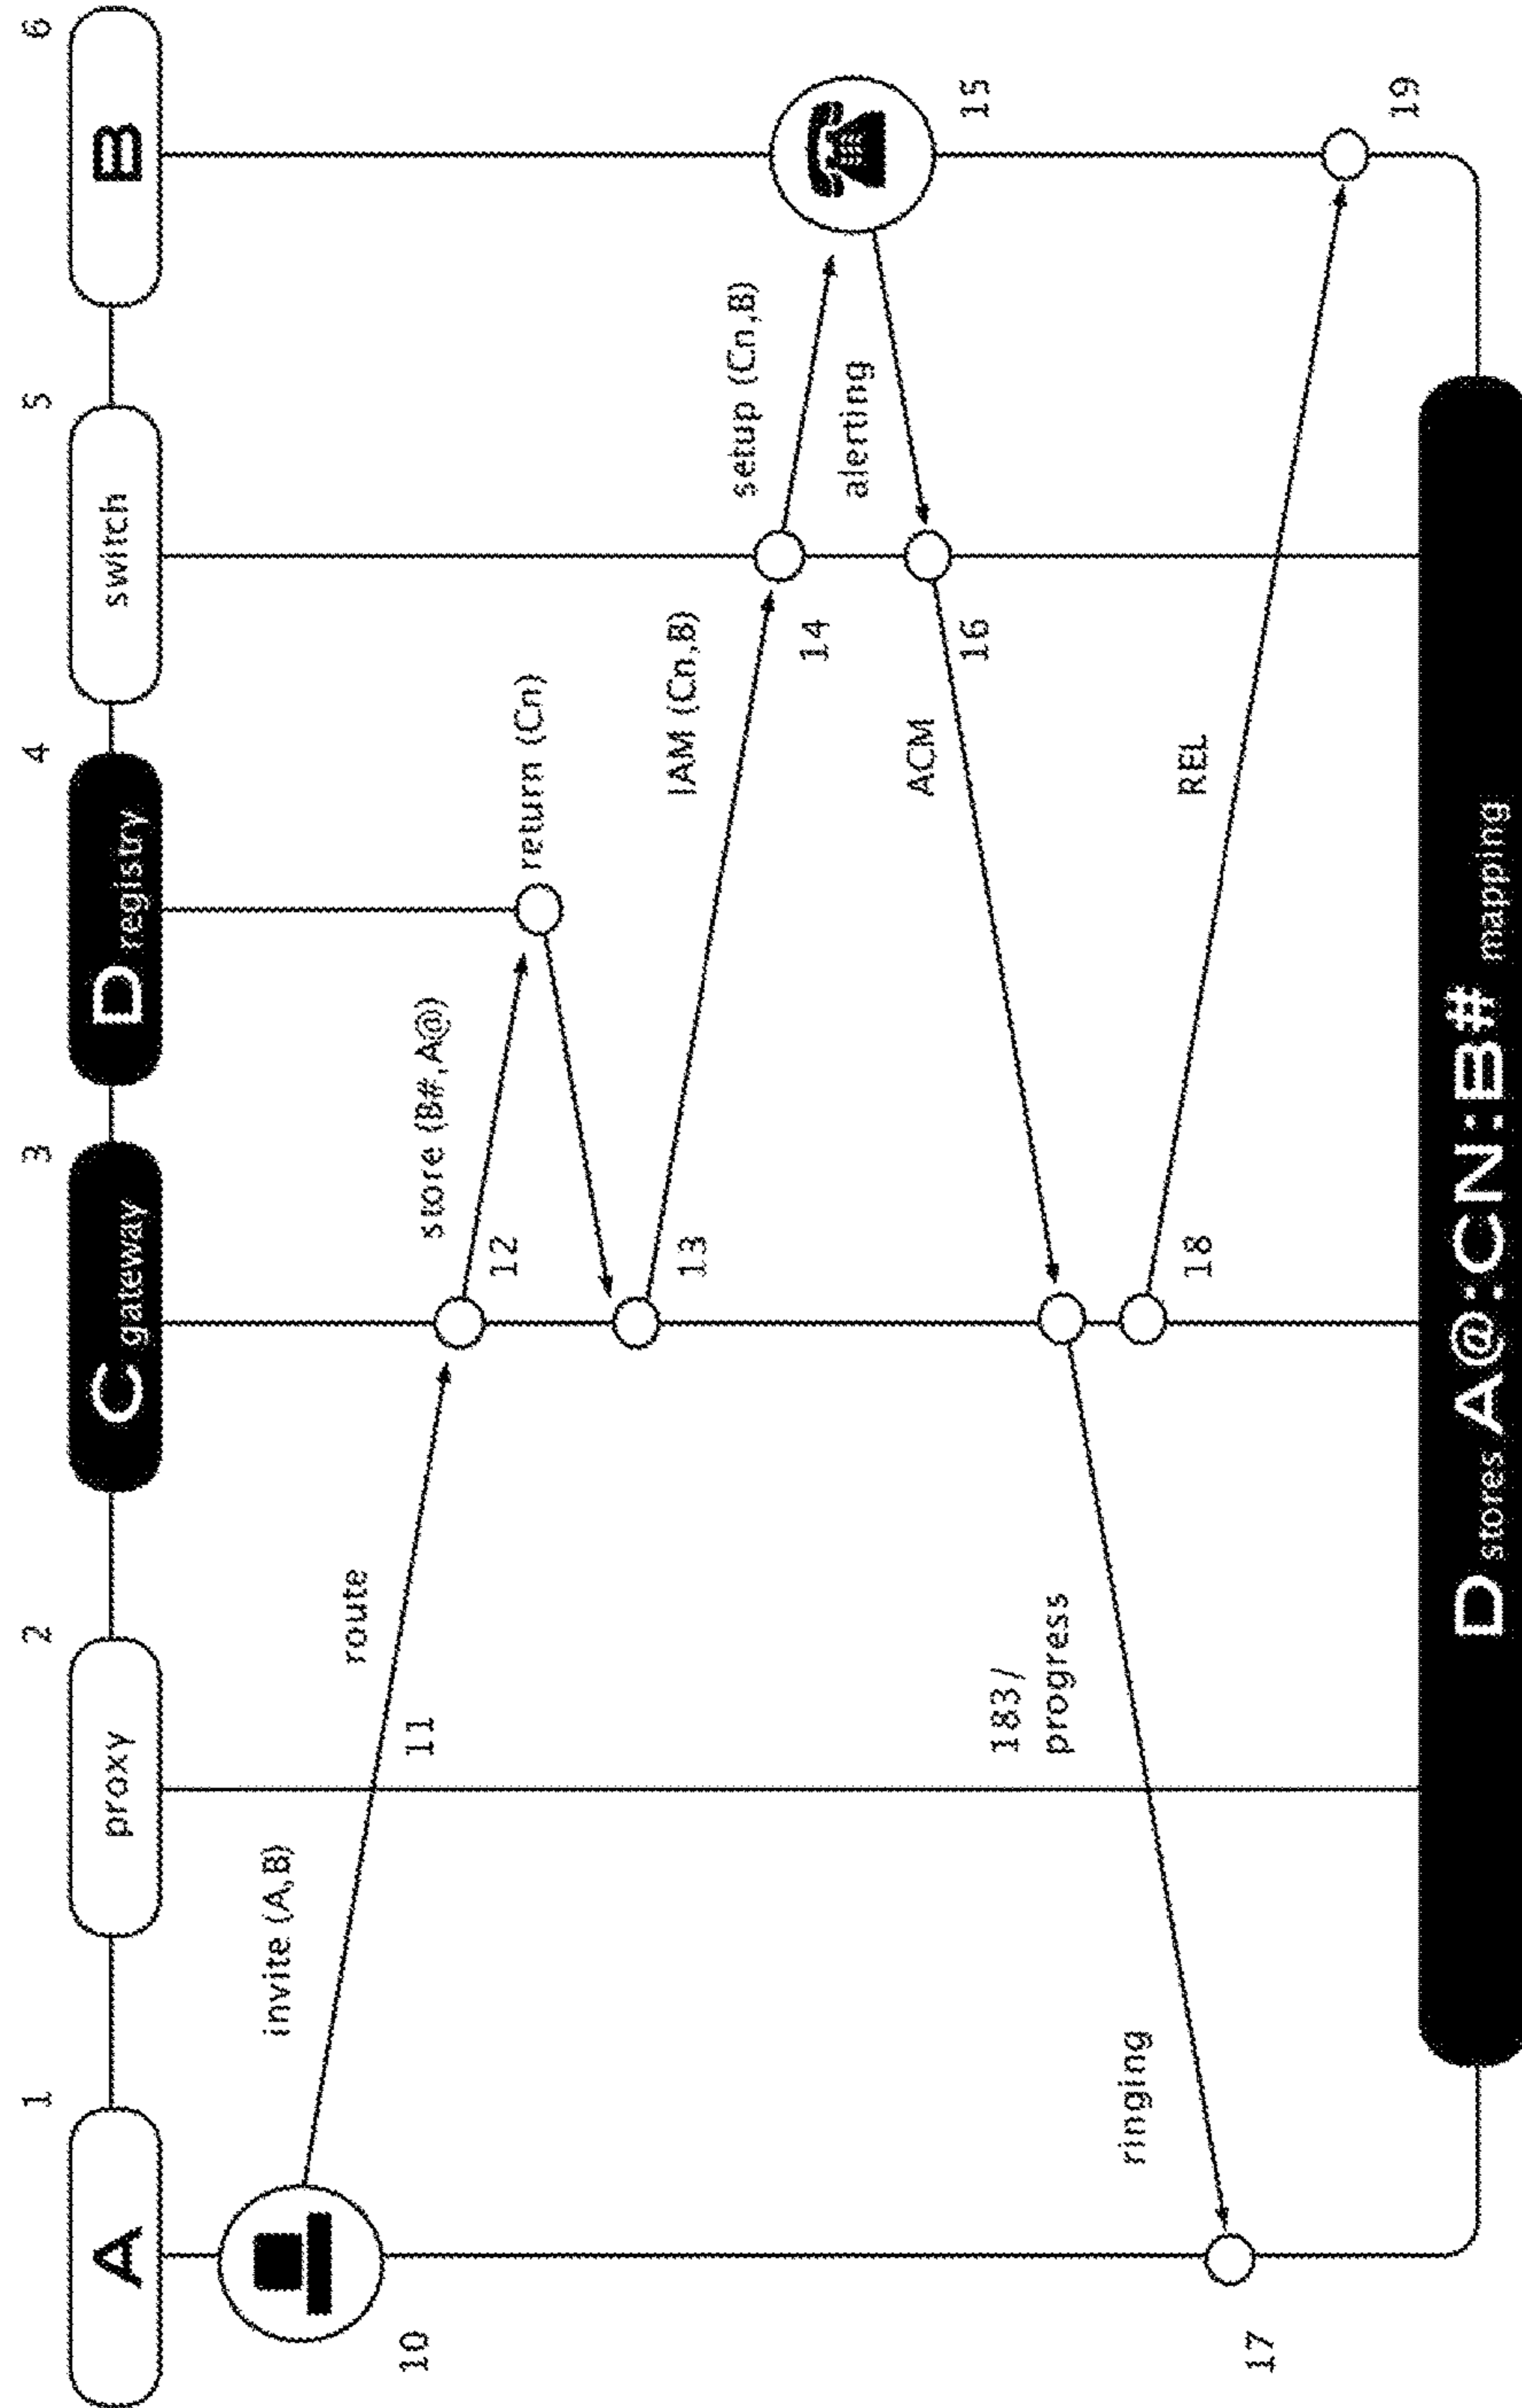 1
2
3
4
5
6
A
proxy
C gateway
D registry
switch
B
10
invite (A,B)
11
route
12
store (B#,A@)
return (Cn)
13
IAM (Cn,B)
14
setup (Cn,B)
alerting
15
16
ACM
183/
progress
ringing
17
18
REL
19
D stores A@:CN:B# mapping